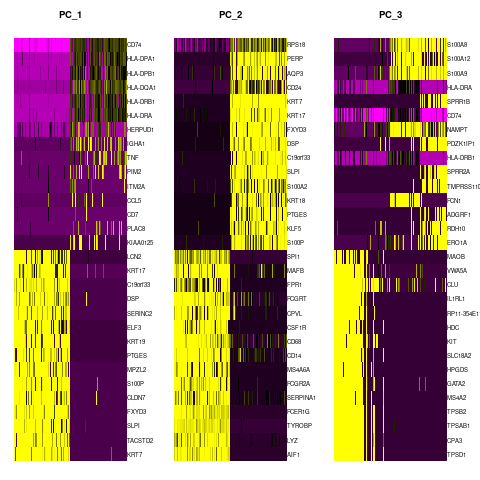 PC_1
CD74
HLA-DPA1
HLA-DPB1
HLA-DQA1
HLA-DRB1
HLA-DRA
HERPUD1
IGHA1
TNF
PIM2
ITM2A
CCL5
CD7
PLAC8
KIAA0125
LCN2
KRT17
C19orf33
DSP
SERINC2
ELF3
KRT19
PTGES
MPZL2
S100P
CLDN7
FXYD3
SLPI
TACSTD2
KRT7
PC_2
RPS18
PERP
AQP3
CD24
KRT7
KRT17
FXYD3
DSP
C19orf33
SLPI
S100A2
KRT18
PTGES
KLF5
S100P
SPI1
MAFB
FPR1
FCGRT
CPVL
CSF1R
CD68
CD14
MS4A6A
FCGR2A
SERPINA1
FCER1G
TYROBP
LYZ
AIF1
PC_3
S100A8
S100A12
S100A9
HLA-DRA
SPRR1B
CD74
NAMPT
PDZK1IP1
HLA-DRB1
SPRR2A
TMPRSS11D
FCN1
ADGRF1
RDH10
ERO1A
MAOB
VWA5A
CLU
IL1RL1
RP11-354E1
HDC
KIT
SLC18A2
HPGDS
GATA2
MS4A2
TPSB2
TPSAB1
CPA3
TPSD1